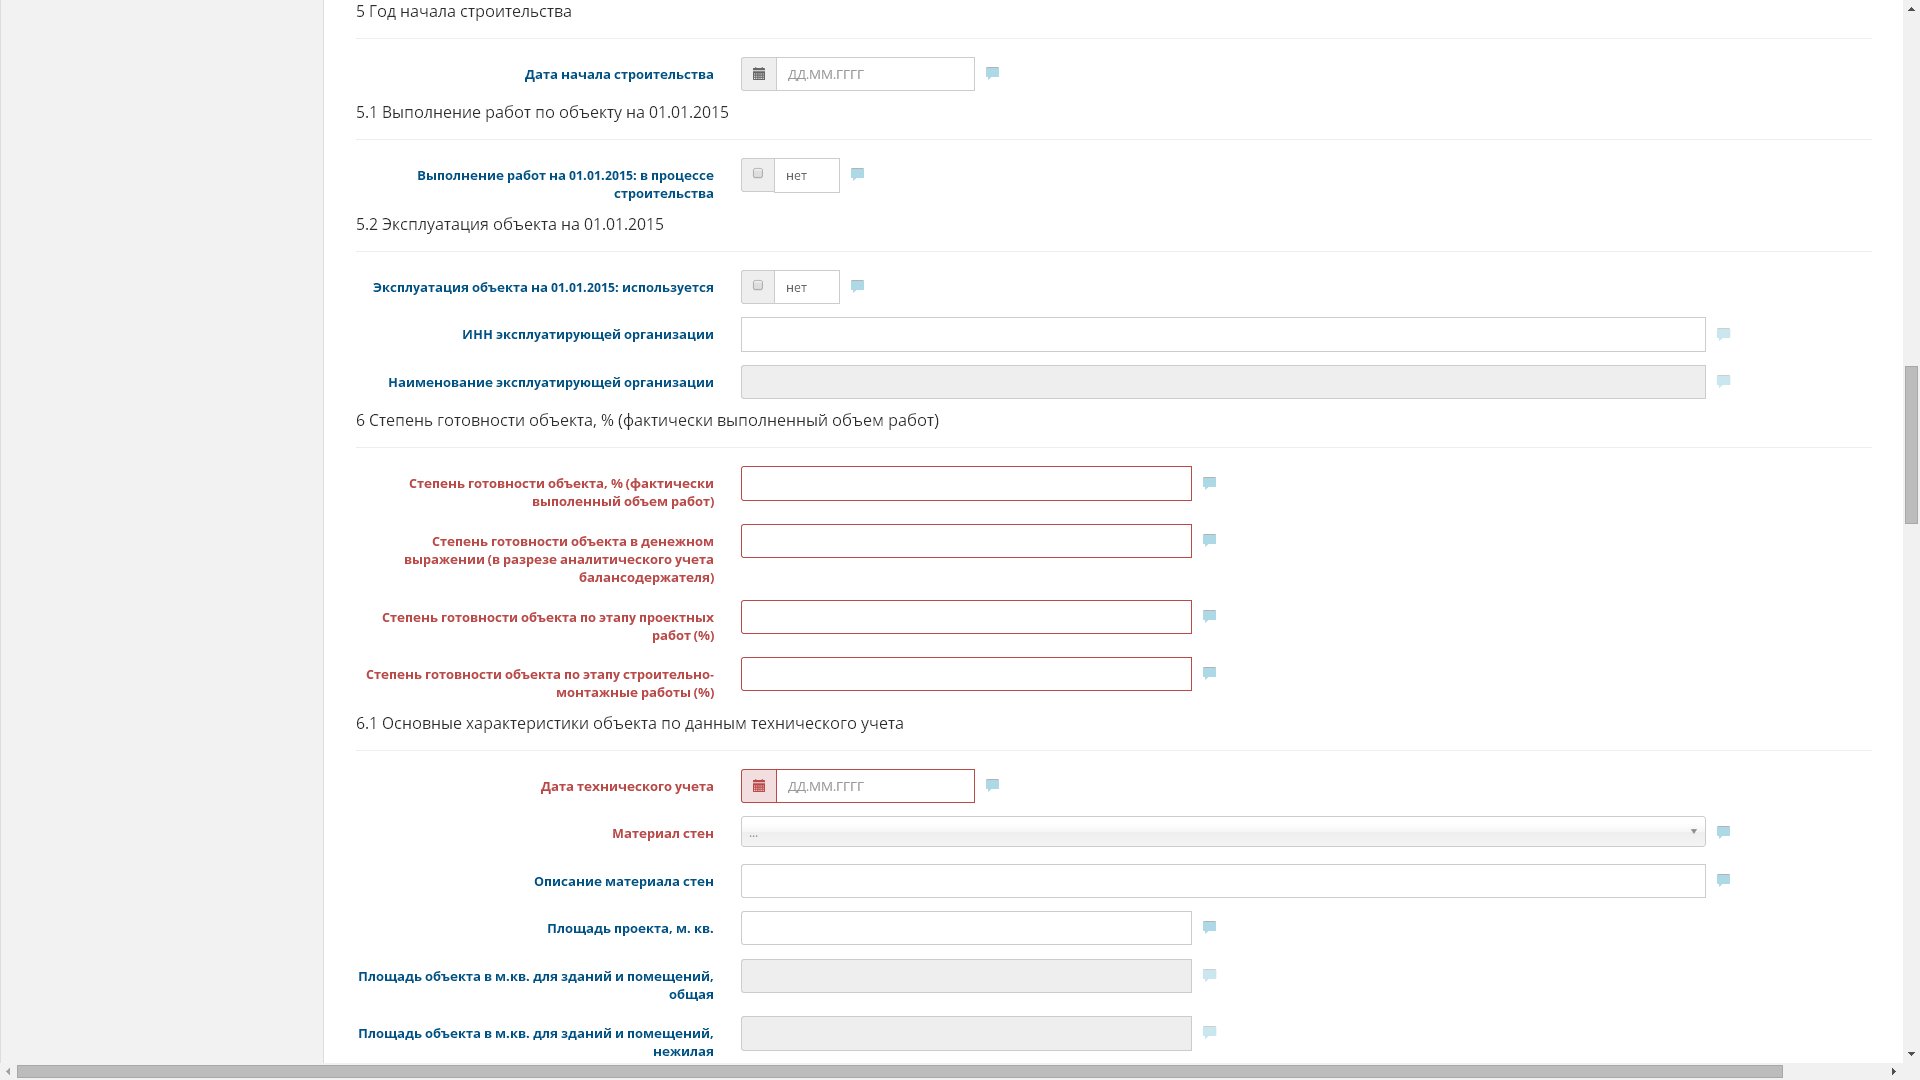 5 Год начала строительства
Дата начала строительства
ДД.ММ.ГГГГ
5.1 Выполнение работ по объекту на 01.01.2015
Выполнение работ на 01.01.2015: в процессе
строительства
нет
5.2 Эксплуатация объекта на 01.01.2015
Эксплуатация объекта на 01.01.2015: используется
нет
ИНН эксплуатирующей организации
Наименование эксплуатирующей организации
6 Степень готовности объекта, % (фактически выполненный объем работ)
Степень готовности объекта, % (фактически
выполенный объем работ)
Степень готовности объекта в денежном
выражении (в разрезе аналитического учета
балансодержателя)
Степень готовности объекта по этапу проектных
работ (%)
Степень готовности объекта по этапу строительно-
монтажные работы (%)
6.1 Основные характеристики объекта по данным технического учета
Дата технического учета
ДД.ММ.ГГГГ
Материал стен
...
Описание материала стен
Площадь проекта, м. кв.
Площадь объекта в м.кв. для зданий и помещений,
общая
Площадь объекта в м.кв. для зданий и помещений,
нежилая